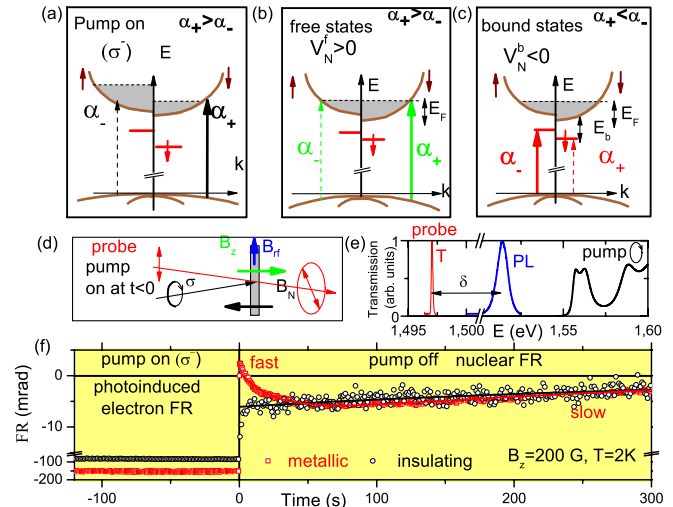 (a) Pump on α+>α-
(σ-)
E
α-
α+
k
(b) free states α+>α-
V_N^f>0
E
E_F
α-
α+
k
(c) bound states α+<α-
V_N^b<0
E
E_b
E_F
α-
α+
k
(d)
probe
pump
on at t<0
σ
B_z
B_rf
B_N
(e)
Transmission
(arb. units)
1
0
probe
T
δ
PL
pump
1,495
1,500
1,55
1,60
E (eV)
(f)
pump on (σ-)
fast
pump off nuclear FR
photoinduced
electron FR
slow
metallic
insulating
B_z=200 G, T=2K
FR (mrad)
0
-5
-10
-100
-200
-100
0
100
200
300
Time (s)